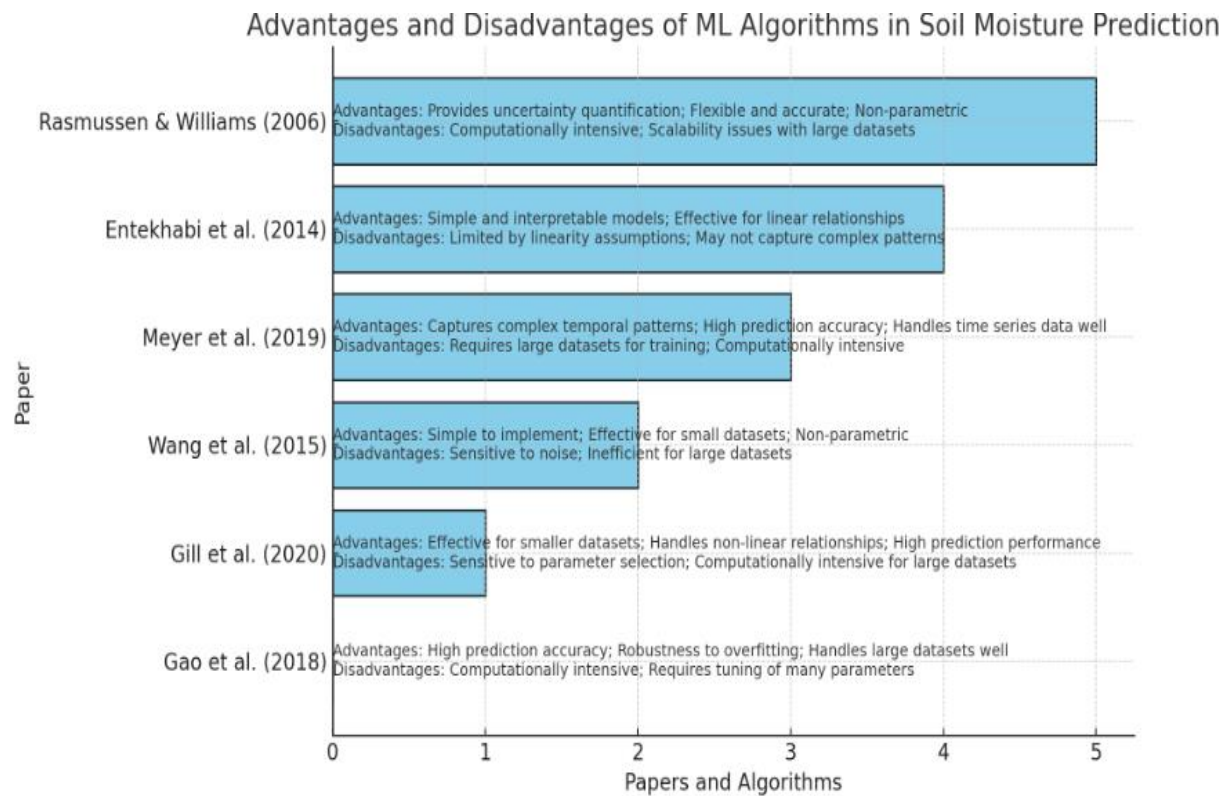 Advantages and Disadvantages of ML Algorithms in Soil Moisture Prediction
Rasmussen & Williams (2006)
Advantages: Provides uncertainty quantification; Flexible and accurate; Non-parametric
Disadvantages: Computationally intensive; Scalability issues with large datasets
Entekhabi et al. (2014)
Advantages: Simple and interpretable models; Effective for linear relationships
Disadvantages: Limited by linearity assumptions; May not capture complex patterns
Meyer et al. (2019)
Advantages: Captures complex temporal patterns; High prediction accuracy; Handles time series data well
Disadvantages: Requires large datasets for training; Computationally intensive
Paper
Wang et al. (2015)
Advantages: Simple to implement; Effective for small datasets; Non-parametric
Disadvantages: Sensitive to noise; Inefficient for large datasets
Gill et al. (2020)
Advantages: Effective for smaller datasets; Handles non-linear relationships; High prediction performance
Disadvantages: Sensitive to parameter selection; Computationally intensive for large datasets
Gao et al. (2018)
Advantages: High prediction accuracy; Robustness to overfitting; Handles large datasets well
Disadvantages: Computationally intensive; Requires tuning of many parameters
0 1 2 3 4 5
Papers and Algorithms